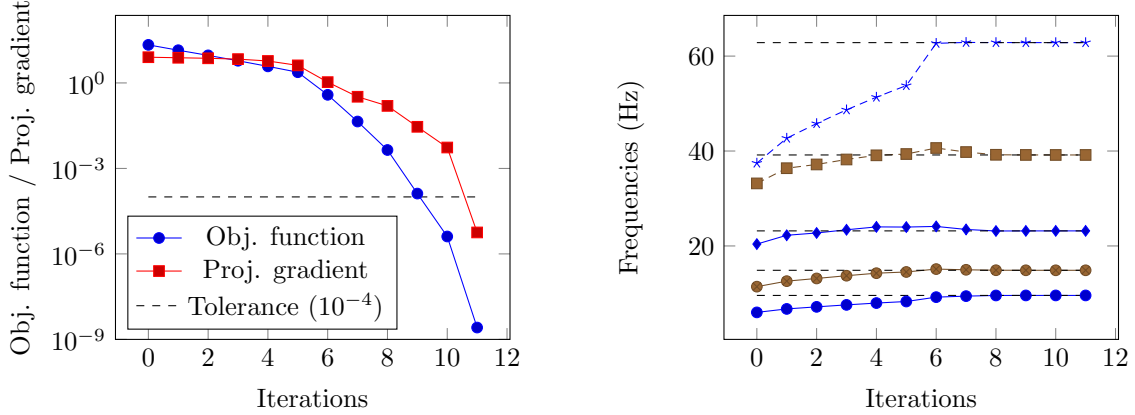 Obj. function / Proj. gradient
10^0
10^{-3}
10^{-6}
10^{-9}
Obj. function
Proj. gradient
Tolerance (10^{-4})
0 2 4 6 8 10 12
Iterations
Frequencies (Hz)
60
40
20
0 2 4 6 8 10 12
Iterations